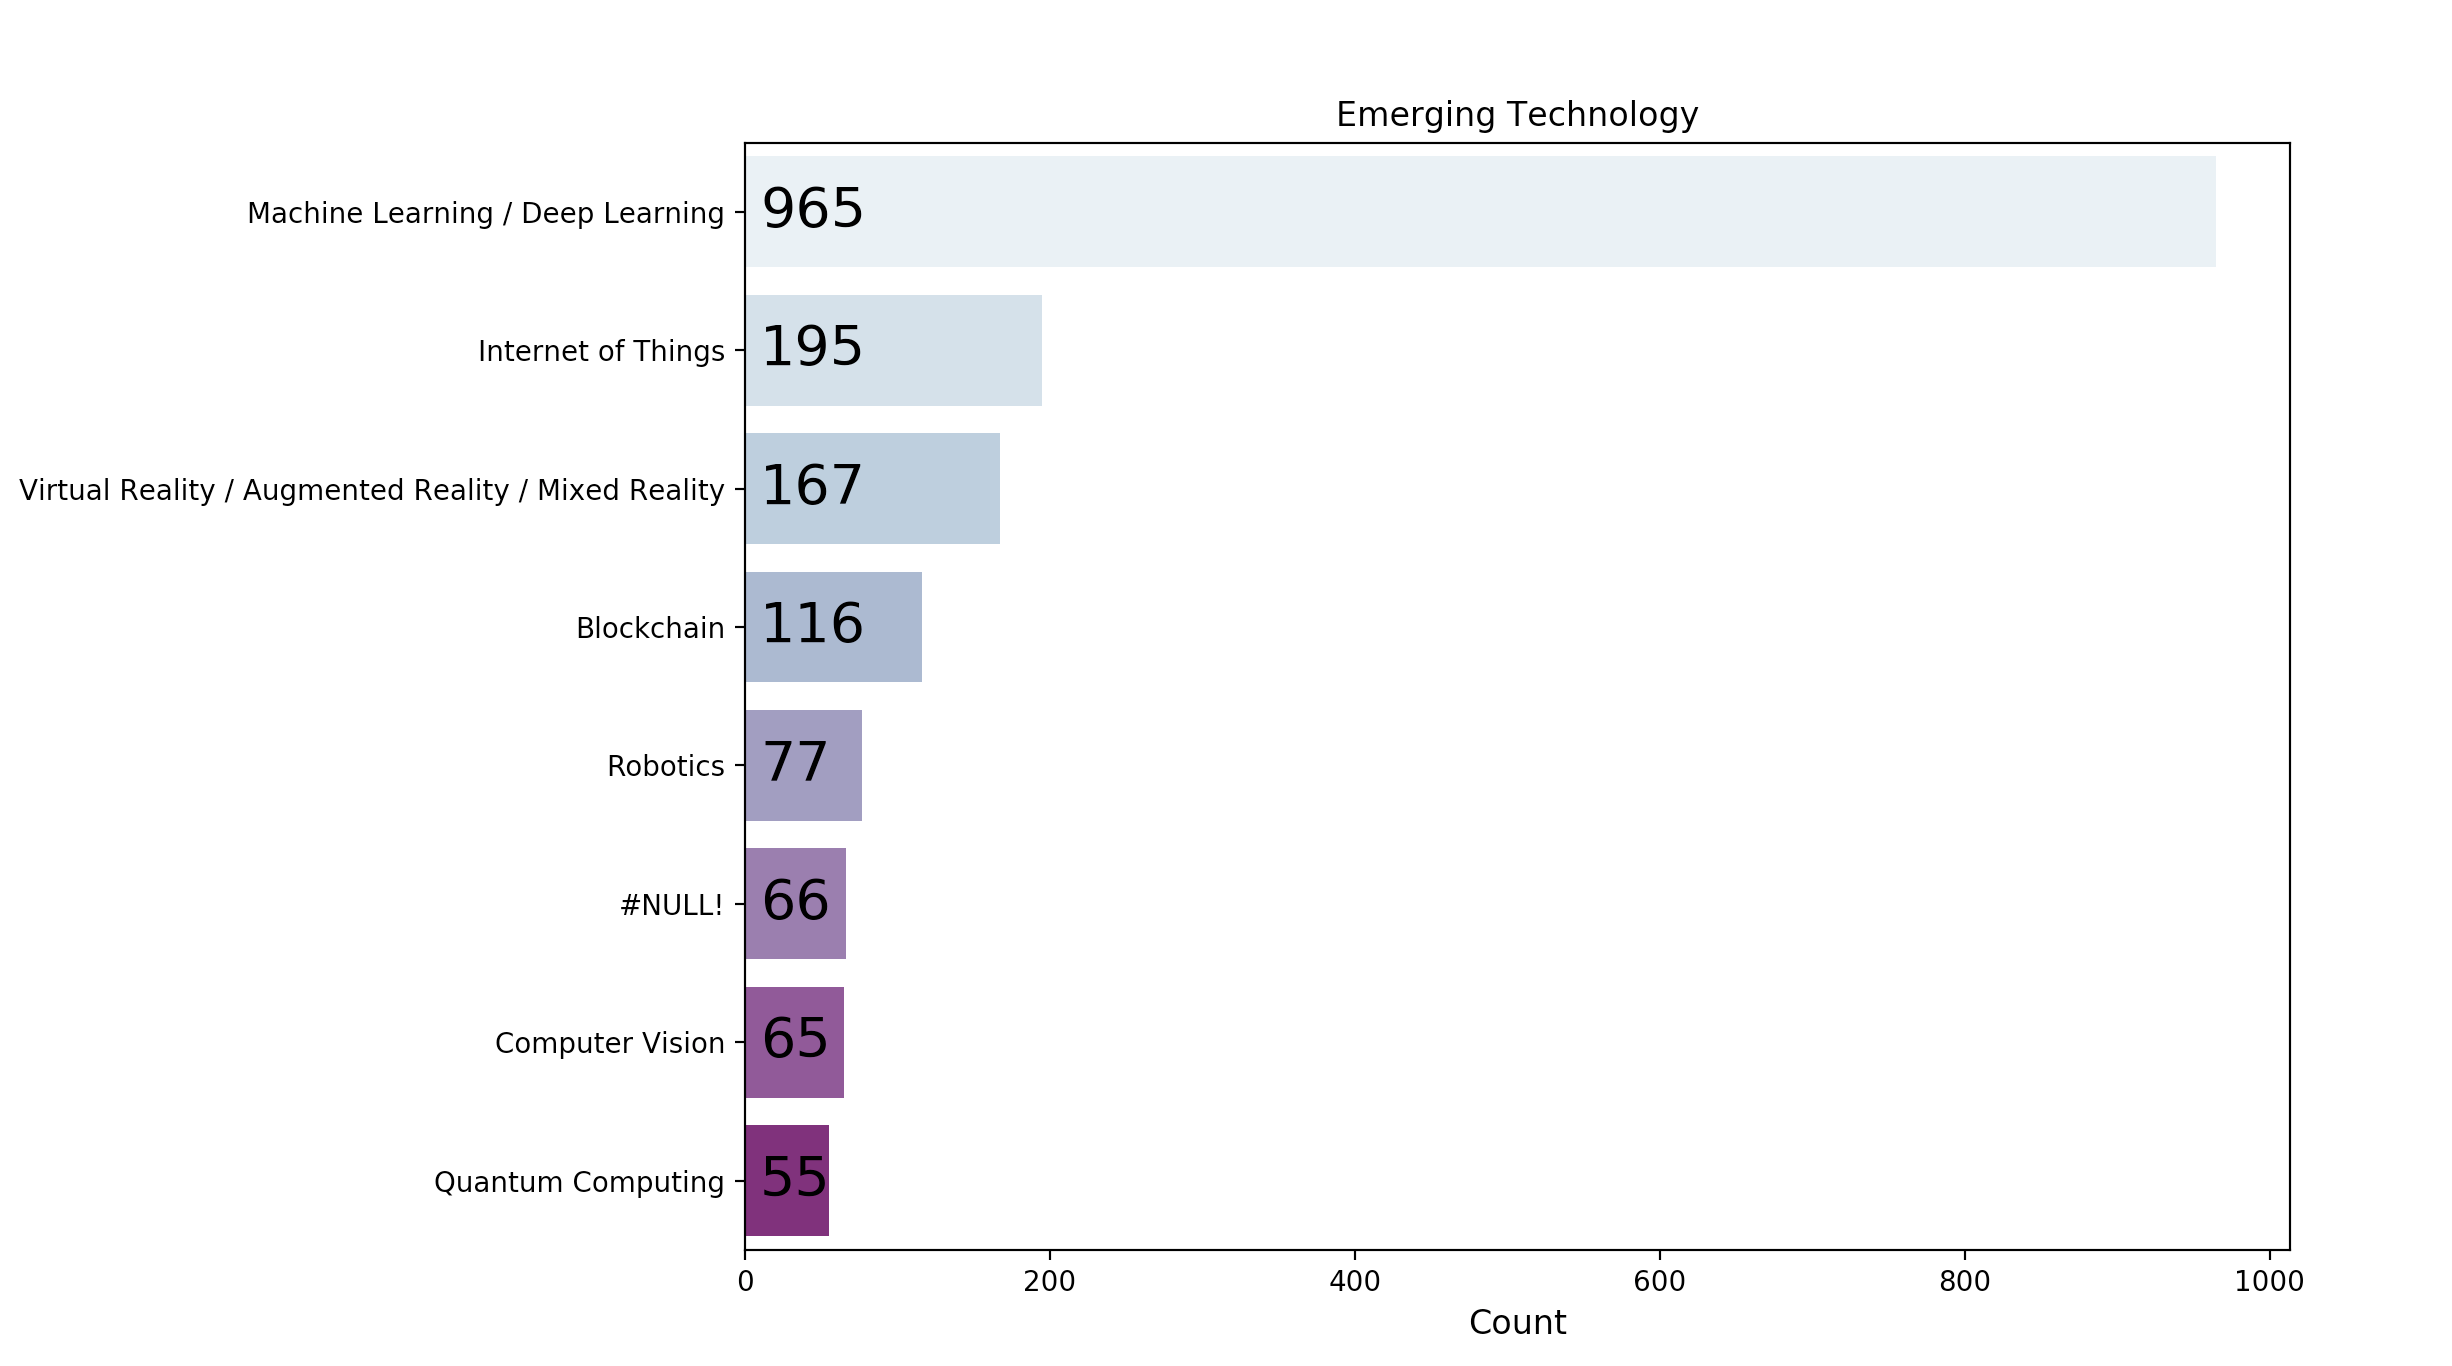 Emerging Technology
Machine Learning / Deep Learning 965
Internet of Things 195
Virtual Reality / Augmented Reality / Mixed Reality 167
Blockchain 116
Robotics 77
#NULL! 66
Computer Vision 65
Quantum Computing 55
0 200 400 600 800 1000
Count